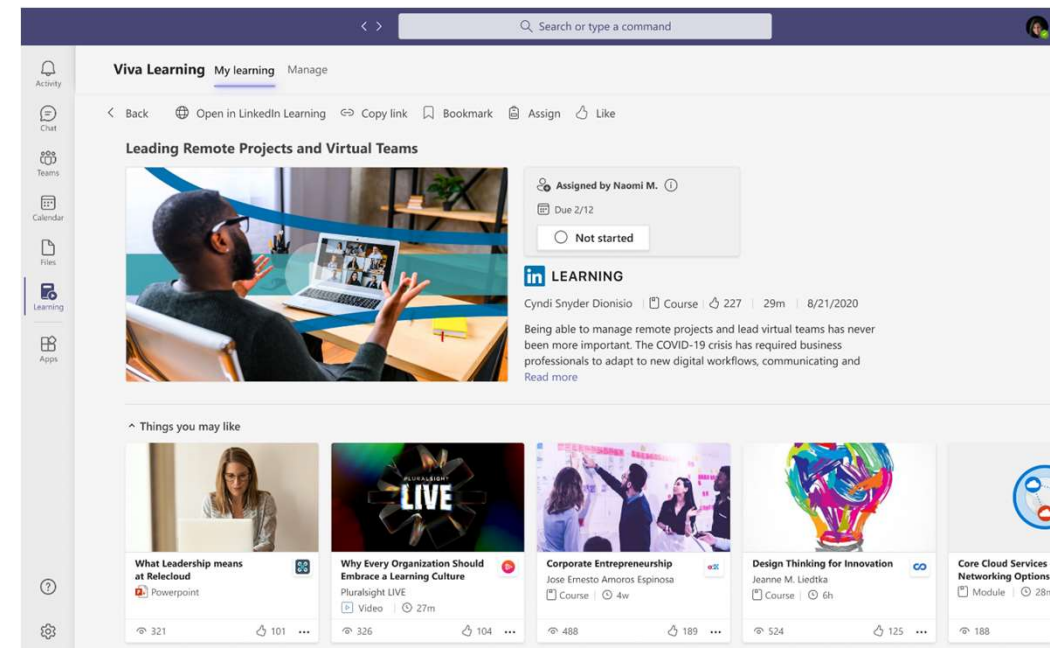 Search or type a command
Activity
Chat
Teams
Calendar
Files
Learning
Apps
Viva Learning My learning Manage
Back Open in LinkedIn Learning Copy link Bookmark Assign Like
Leading Remote Projects and Virtual Teams
Assigned by Naomi M.
Due 2/12
Not started
in LEARNING
Cyndi Snyder Dionisio Course 227 29m 8/21/2020
Being able to manage remote projects and lead virtual teams has never
been more important. The COVID-19 crisis has required business
professionals to adapt to new digital workflows, communicating and
Read more
Things you may like
What Leadership means
at Relecloud
Powerpoint
321 101 •••
PLURALSIGHT
LIVE
Why Every Organization Should
Embrace a Learning Culture
Pluralsight LIVE
Video 27m
326 104 •••
Corporate Entrepreneurship
edX
Jose Ernesto Amoros Espinosa
Course 4w
488 189 •••
Design Thinking for Innovation
Jeanne M. Liedtka
Course 6h
524 125 •••
Core Cloud Services
Networking Options
Module 28m
188